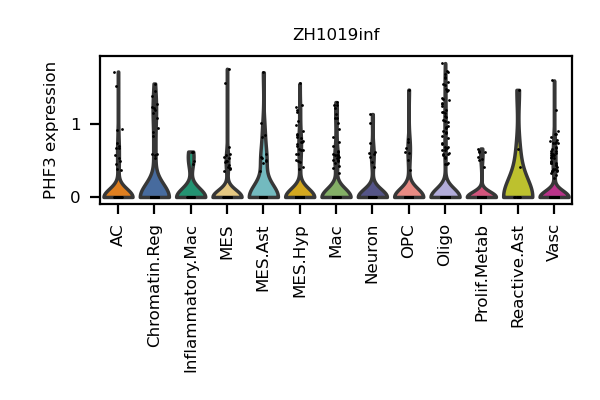 ZH1019inf
PHF3 expression
1
0
AC
Chromatin.Reg
Inflammatory.Mac
MES
MES.Ast
MES.Hyp
Mac
Neuron
OPC
Oligo
Prolif.Metab
Reactive.Ast
Vasc